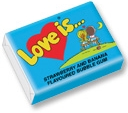 Love is...
STRAWBERRY AND BANANA
FLAVOURED BUBBLE GUM